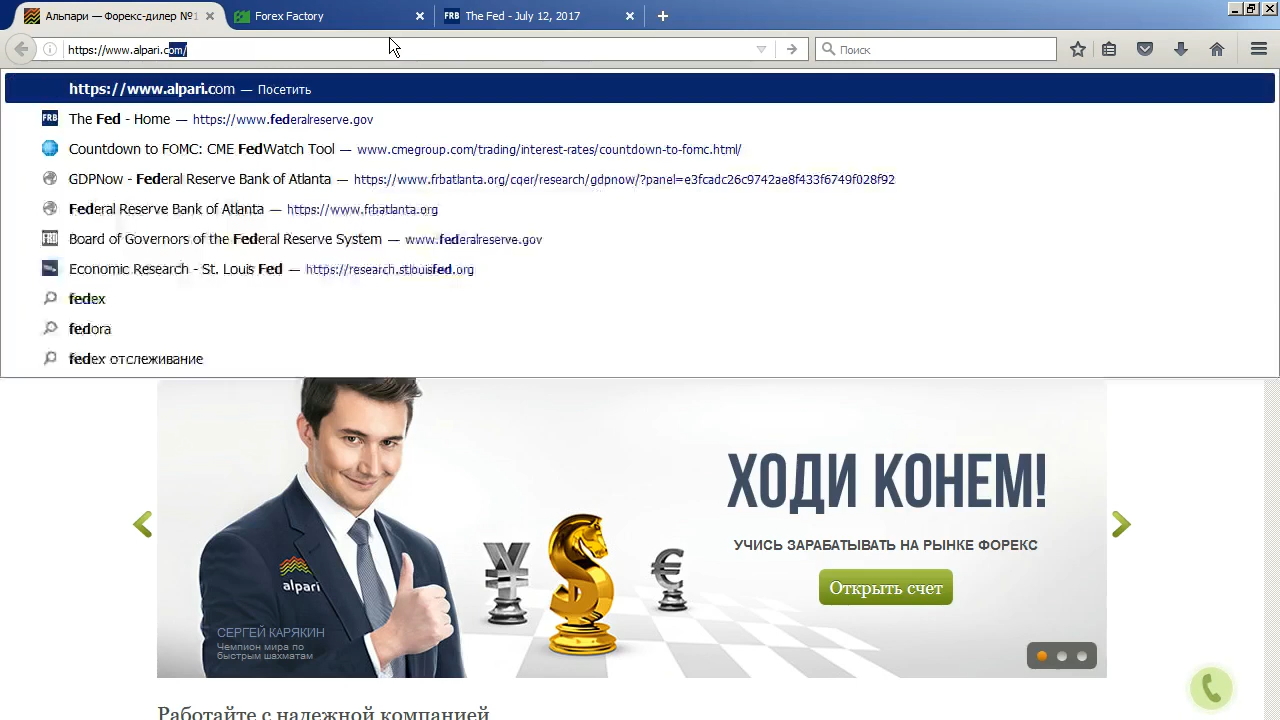 Альпари — Форекс-дилер №1
Forex Factory
FRB The Fed - July 12, 2017
https://www.alpari.com/
Поиск
https://www.alpari.com — Посетить
FRB The Fed - Home — https://www.federalreserve.gov
Countdown to FOMC: CME FedWatch Tool — www.cmegroup.com/trading/interest-rates/countdown-to-fomc.html/
GDPNow - Federal Reserve Bank of Atlanta — https://www.frbatlanta.org/cqer/research/gdpnow/?panel=e3fcadc26c9742ae8f433f6749f028f92
Federal Reserve Bank of Atlanta — https://www.frbatlanta.org
Board of Governors of the Federal Reserve System — www.federalreserve.gov
Economic Research - St. Louis Fed — https://research.stlouisfed.org
fedex
fedora
fedex отслеживание
ХОДИ КОНЕМ!
УЧИСЬ ЗАРАБАТЫВАТЬ НА РЫНКЕ ФОРЕКС
Открыть счет
alpari
СЕРГЕЙ КАРЯКИН
Чемпион мира по
быстрым шахматам
Работайте с надежной компанией